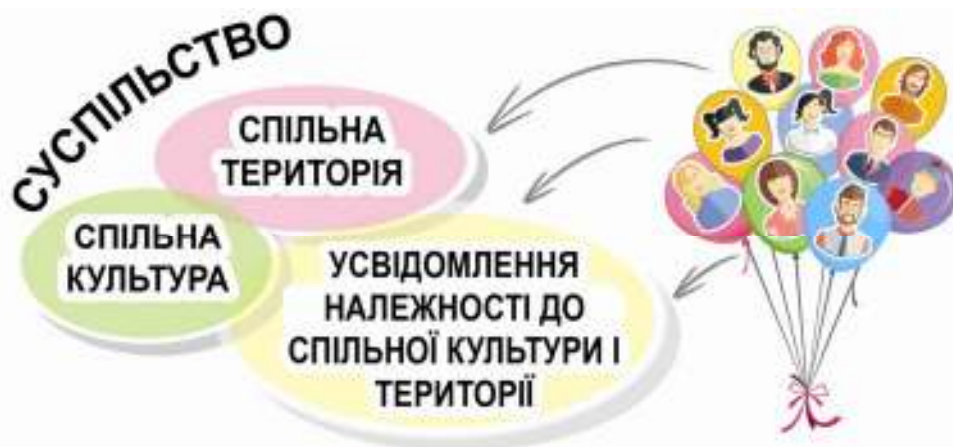 СУСПІЛЬСТВО
СПІЛЬНА
ТЕРИТОРІЯ
СПІЛЬНА
КУЛЬТУРА
УСВІДОМЛЕННЯ
НАЛЕЖНОСТІ ДО
СПІЛЬНОЇ КУЛЬТУРИ І
ТЕРИТОРІЇ